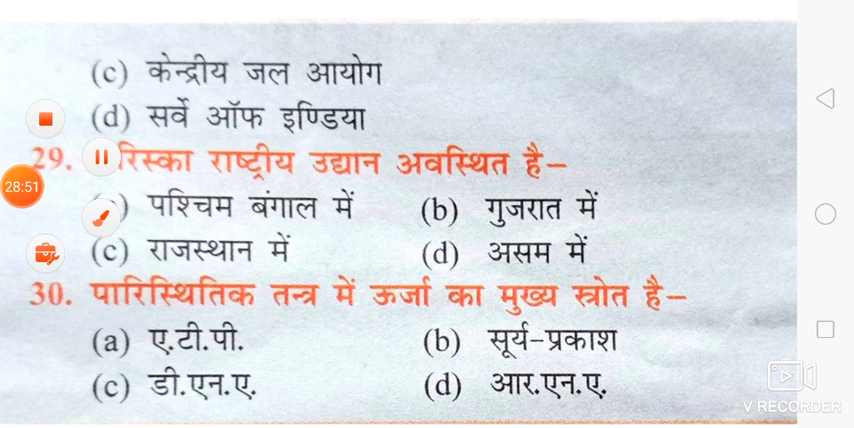 (c) केन्द्रीय जल आयोग
(d) सर्वे ऑफ इण्डिया
29. रिस्का राष्ट्रीय उद्यान अवस्थित है–
) पश्चिम बंगाल में (b) गुजरात में
28:51
(c) राजस्थान में (d) असम में
30. पारिस्थितिक तन्त्र में ऊर्जा का मुख्य स्त्रोत है–
(a) ए.टी.पी. (b) सूर्य-प्रकाश
(c) डी.एन.ए. (d) आर.एन.ए.
V RECORDER